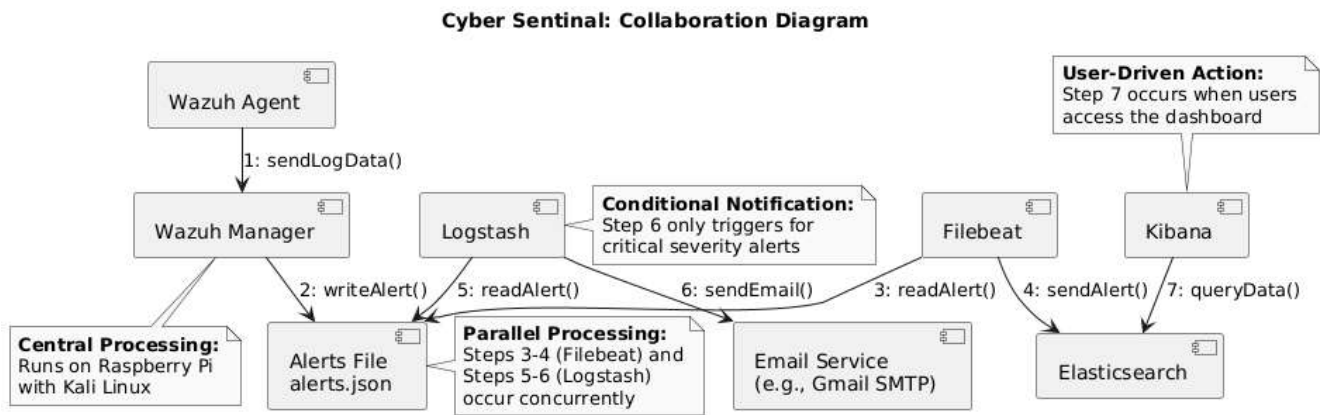 Cyber Sentinal: Collaboration Diagram
Wazuh Agent
User-Driven Action:
Step 7 occurs when users
access the dashboard
1: sendLogData()
Wazuh Manager
Logstash
Conditional Notification:
Step 6 only triggers for
critical severity alerts
Filebeat
Kibana
2: writeAlert()
5: readAlert()
6: sendEmail()
3: readAlert()
4: sendAlert()
7: queryData()
Central Processing:
Runs on Raspberry Pi
with Kali Linux
Alerts File
alerts.json
Parallel Processing:
Steps 3-4 (Filebeat) and
Steps 5-6 (Logstash)
occur concurrently
Email Service
(e.g., Gmail SMTP)
Elasticsearch